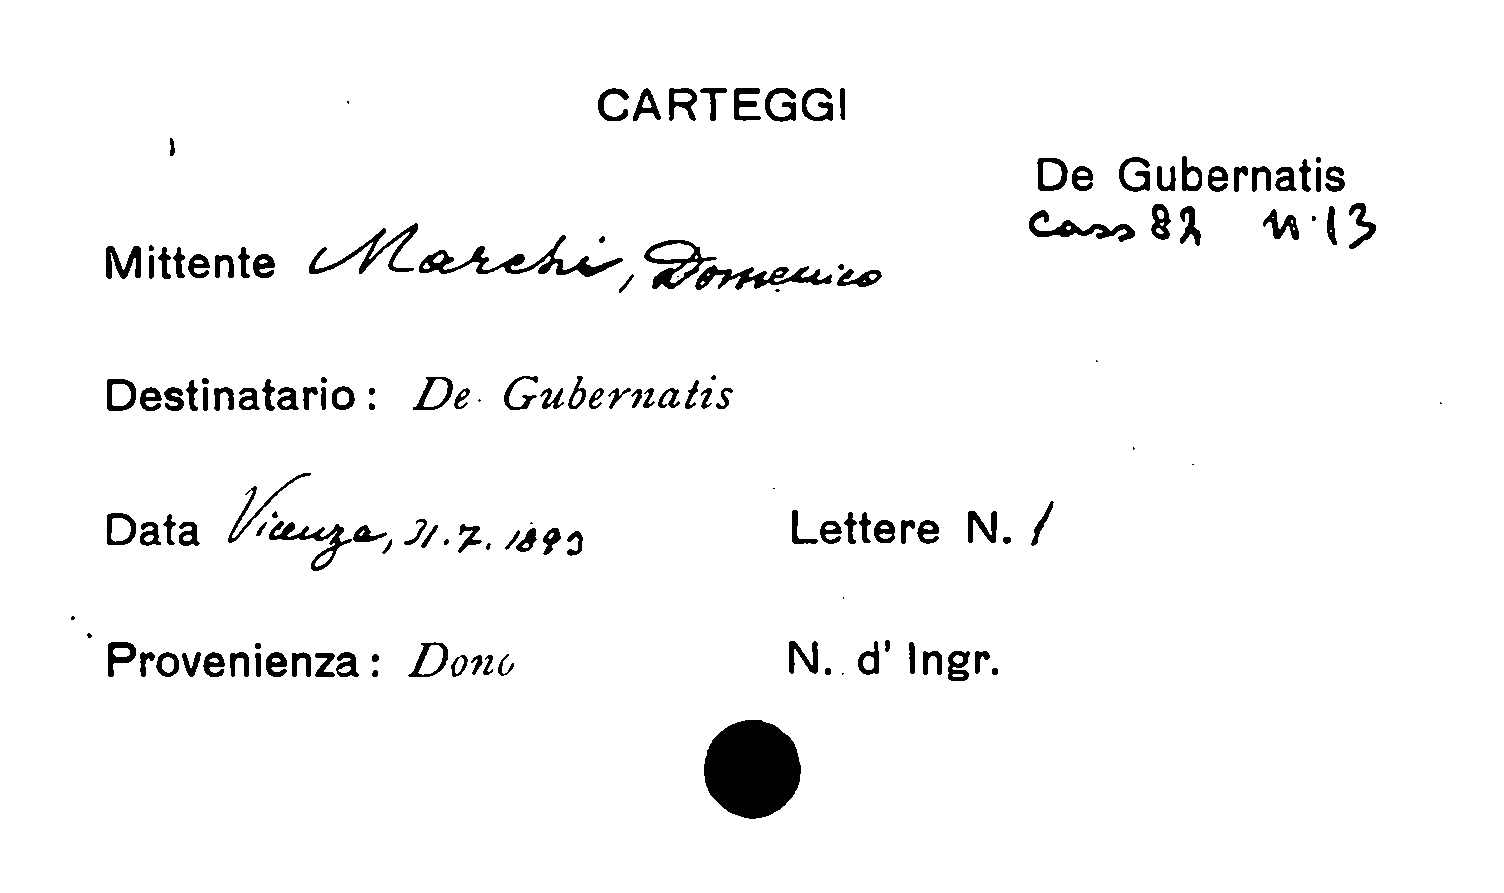 CARTEGGI
De Gubernatis
Cass 82 n. 13
Mittente Marchi, Domenico
Destinatario: De Gubernatis
Data Vicenza, 31.7.1893 Lettere N. 1
Provenienza: Dono N. d' Ingr.